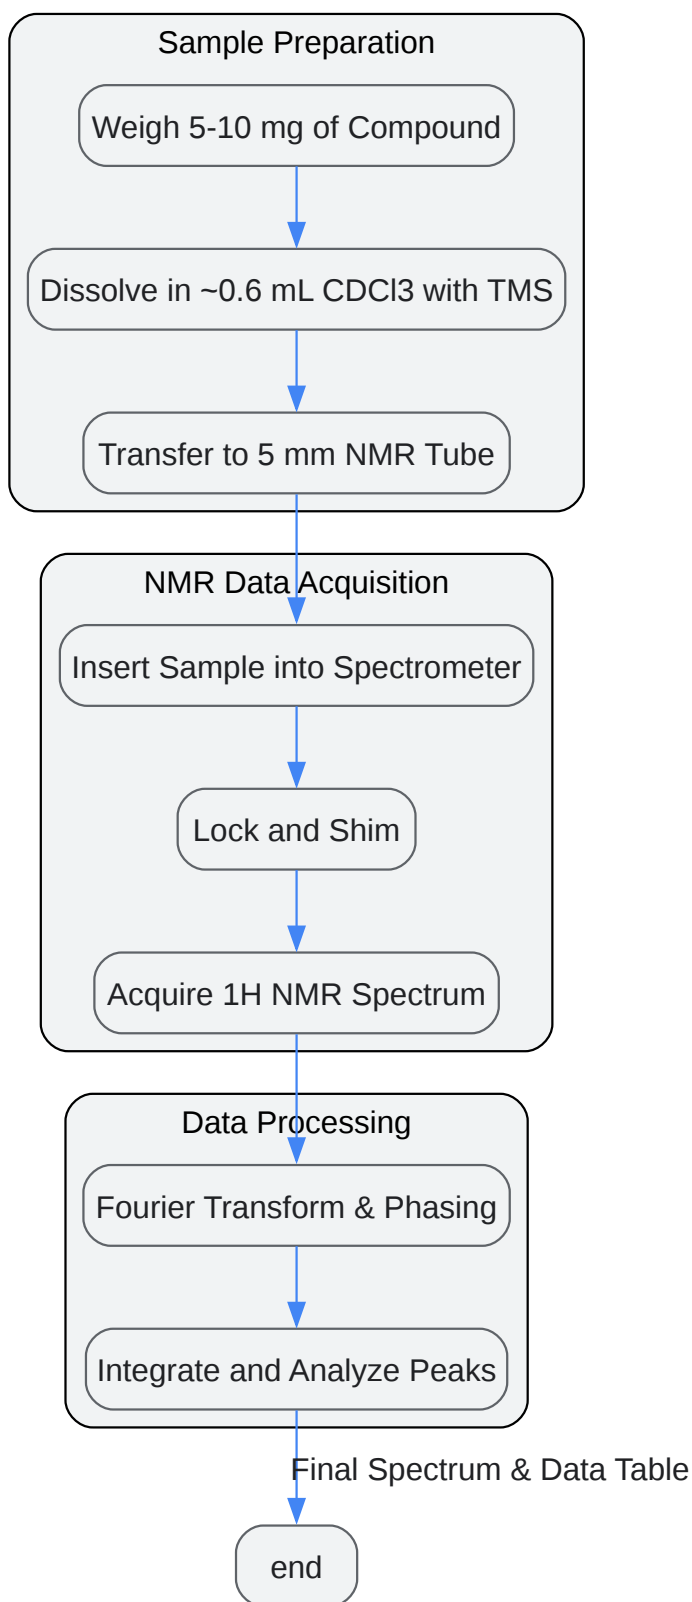 Sample Preparation
Weigh 5-10 mg of Compound
Dissolve in ~0.6 mL CDCl3 with TMS
Transfer to 5 mm NMR Tube
NMR Data Acquisition
Insert Sample into Spectrometer
Lock and Shim
Acquire 1H NMR Spectrum
Data Processing
Fourier Transform & Phasing
Integrate and Analyze Peaks
Final Spectrum & Data Table
end